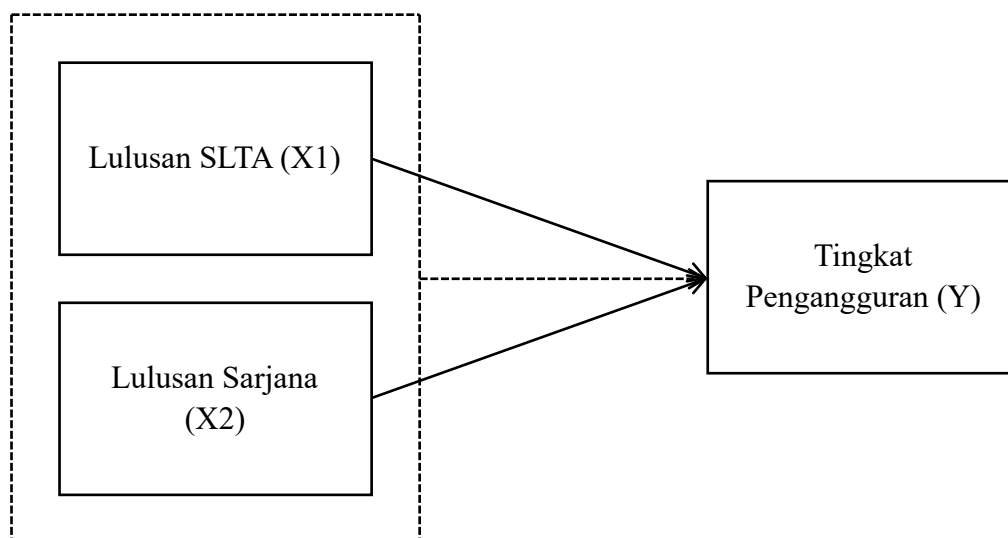 Lulusan SLTA (X1)
Lulusan Sarjana
(X2)
Tingkat
Pengangguran (Y)